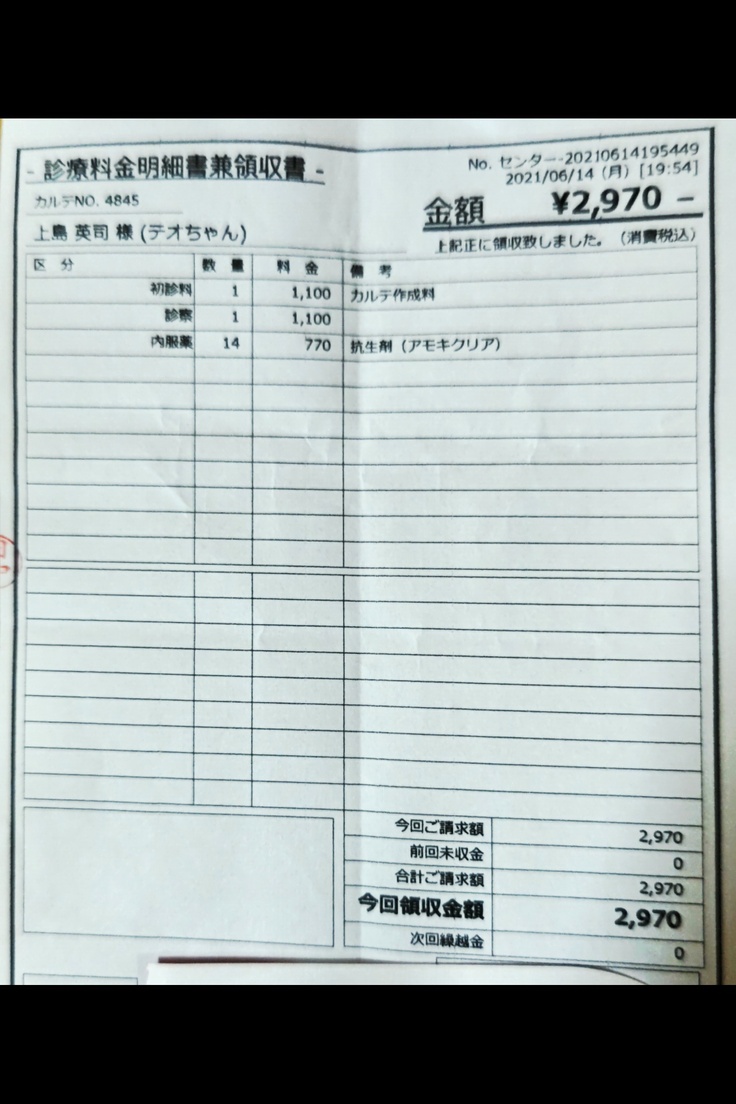 - 診療料金明細書兼領収書 -
No. センター-20210614195449
2021/06/14 (月) [19:54]
カルテNO. 4845
金額 ¥2,970 −
上島 英司 様 (テオちゃん)
上記正に領収致しました。 (消費税込)
区 分 数 量 料 金 備 考
初診料 1 1,100 カルテ作成料
診察 1 1,100
内服薬 14 770 抗生剤 (アモキクリア)
今回ご請求額 2,970
前回未収金 0
合計ご請求額 2,970
今回領収金額 2,970
次回繰越金 0